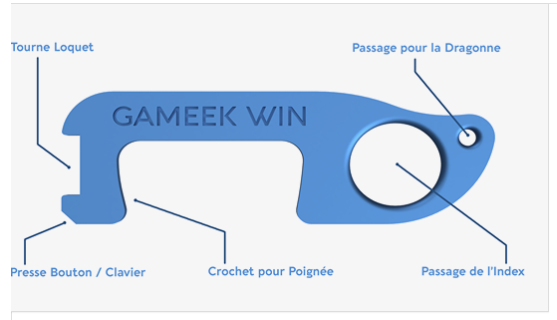 Tourne Loquet
Passage pour la Dragonne
GAMEEK WIN
Presse Bouton / Clavier
Crochet pour Poignée
Passage de l'Index